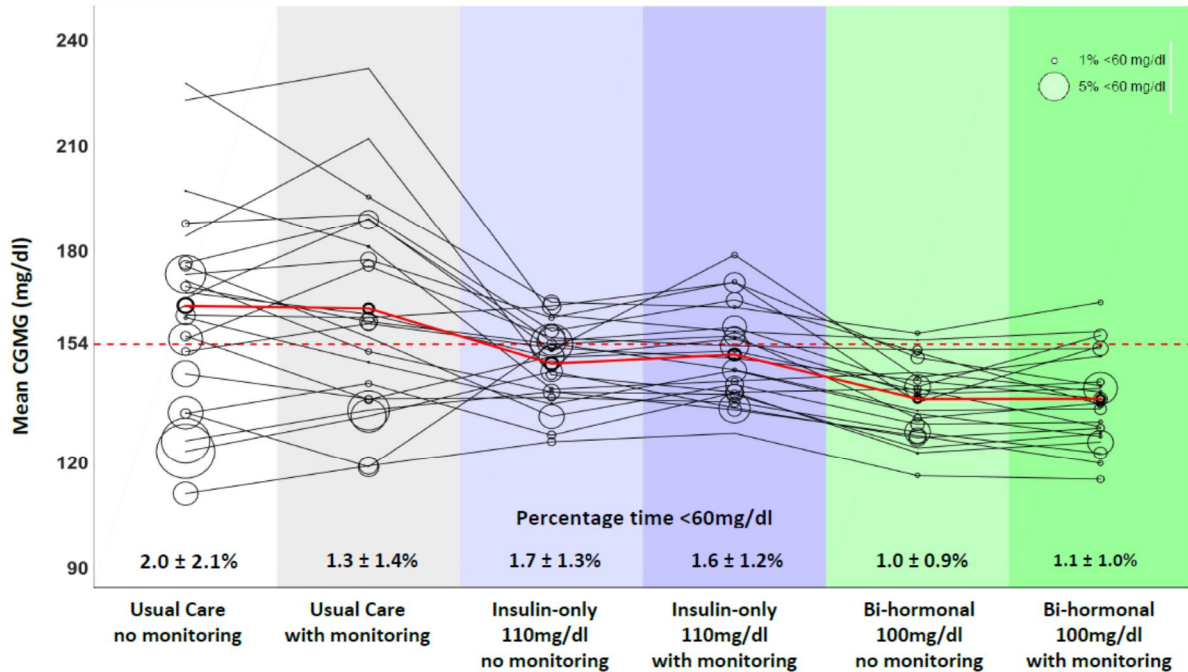 240
210
180
154
120
90
Mean CGMG (mg/dl)
1% <60 mg/dl
5% <60 mg/dl
Percentage time <60mg/dl
2.0 ± 2.1%
1.3 ± 1.4%
1.7 ± 1.3%
1.6 ± 1.2%
1.0 ± 0.9%
1.1 ± 1.0%
Usual Care
no monitoring
Usual Care
with monitoring
Insulin-only
110mg/dl
no monitoring
Insulin-only
110mg/dl
with monitoring
Bi-hormonal
100mg/dl
no monitoring
Bi-hormonal
100mg/dl
with monitoring